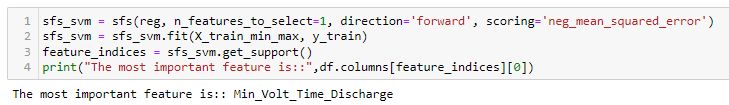 1 sfs_svm = sfs(reg, n_features_to_select=1, direction='forward', scoring='neg_mean_squared_error')
2 sfs_svm = sfs_svm.fit(X_train_min_max, y_train)
3 feature_indices = sfs_svm.get_support()
4 print("The most important feature is::",df.columns[feature_indices][0])
The most important feature is:: Min_Volt_Time_Discharge